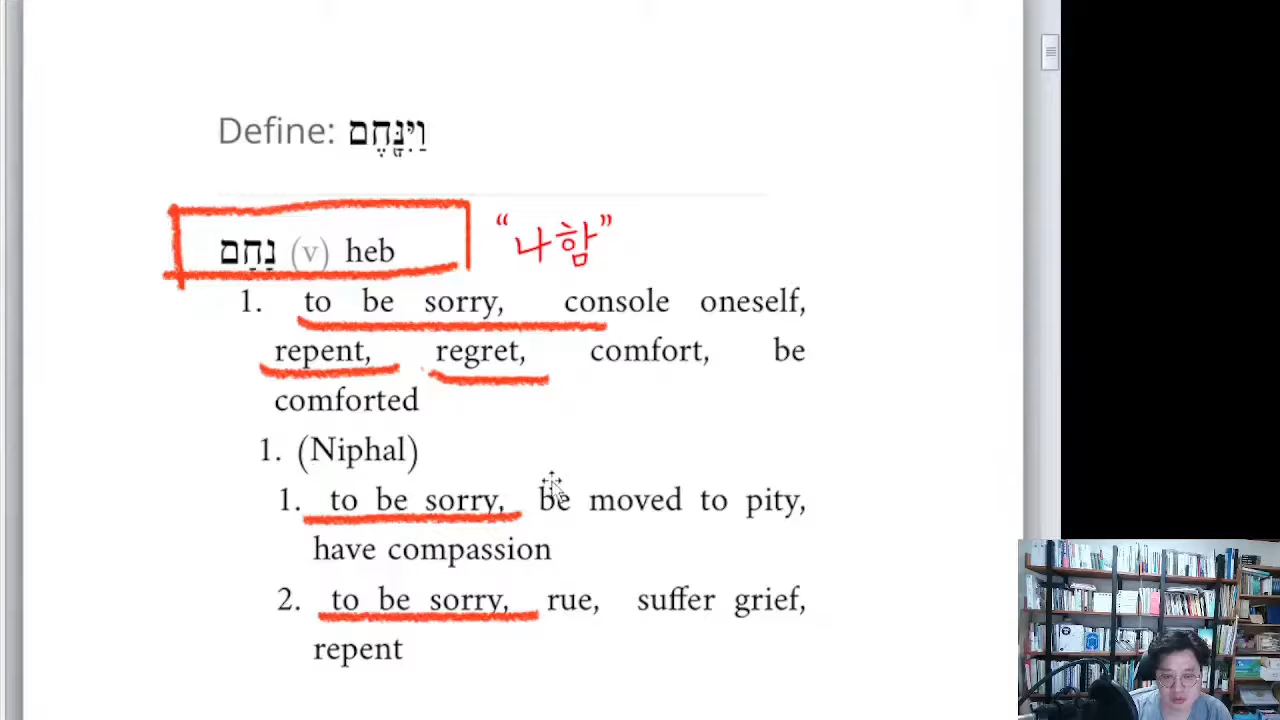 Define: וַיִּנָּ֖חֶם
נָחָם (v) heb “나함”
1. to be sorry, console oneself,
repent, regret, comfort, be
comforted
1. (Niphal)
1. to be sorry, be moved to pity,
have compassion
2. to be sorry, rue, suffer grief,
repent